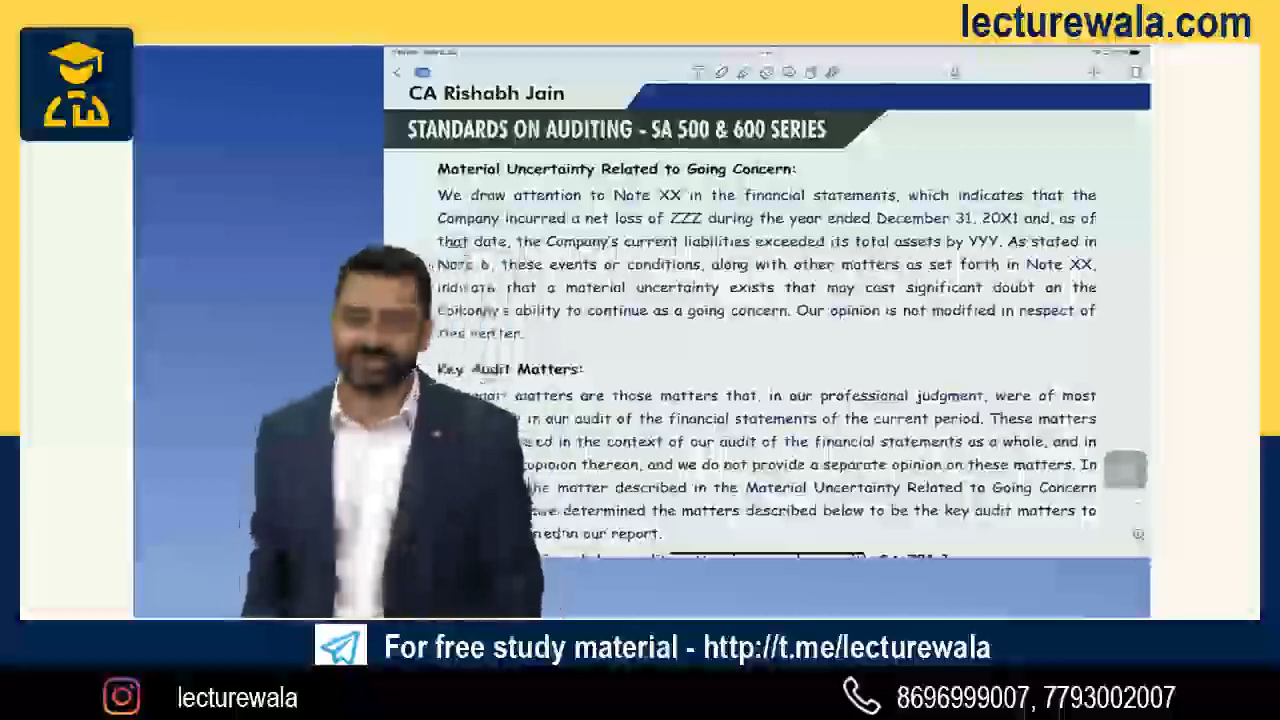 lecturewala.com
CA Rishabh Jain
STANDARDS ON AUDITING - SA 500 & 600 SERIES
Material Uncertainty Related to Going Concern:
We draw attention to Note XX in the financial statements, which indicates that the
Company incurred a net loss of ZZZ during the year ended December 31, 20X1 and, as of
that date, the Company's current liabilities exceeded its total assets by YYY. As stated in
these events or conditions, along with other matters as set forth in Note XX,
indicate that a material uncertainty exists that may cast significant doubt on the
ability to continue as a going concern. Our opinion is not modified in respect of
Key Audit Matters:
matters are those matters that, in our professional judgment, were of most
in our audit of the financial statements of the current period. These matters
in the context of our audit of the financial statements as a whole, and in
opinion thereon, and we do not provide a separate opinion on these matters. In
the matter described in the Material Uncertainty Related to Going Concern
we determined the matters described below to be the key audit matters to
in our report.
For free study material - http://t.me/lecturewala
lecturewala
8696999007, 7793002007